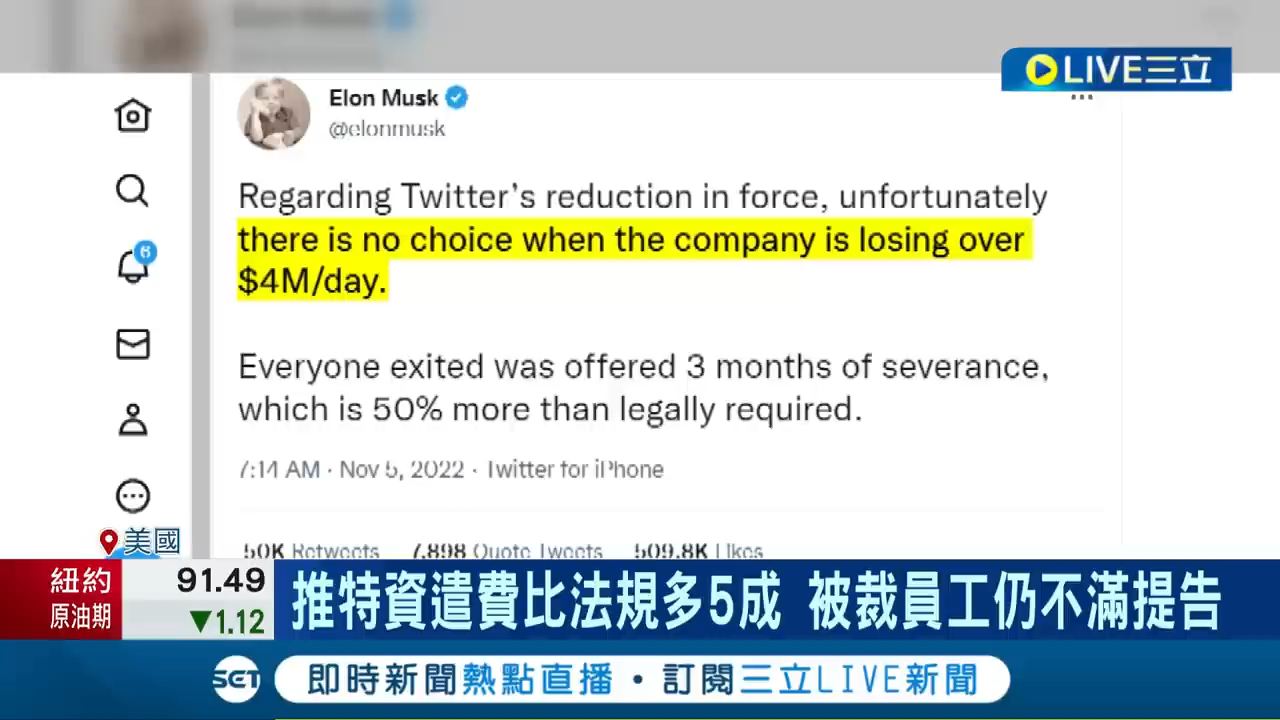 LIVE三立
Elon Musk
@elonmusk
Regarding Twitter's reduction in force, unfortunately
there is no choice when the company is losing over
$4M/day.
Everyone exited was offered 3 months of severance,
which is 50% more than legally required.
7:14 AM · Nov 5, 2022 · Twitter for iPhone
50K Retweets 7,898 Quote Tweets 509.8K Likes
6
美國
紐約
原油期
91.49
▼1.12
推特資遣費比法規多5成 被裁員工仍不滿提告
SET
即時新聞熱點直播・訂閱三立LIVE新聞